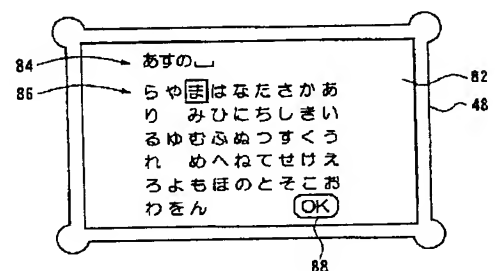 84
あすの␣
82
86
らやまはなたさかあ
48
り みひにちしきい
るゆむふぬつすくう
れ めへねてせけえ
ろよもほのとそこお
わをん OK
88